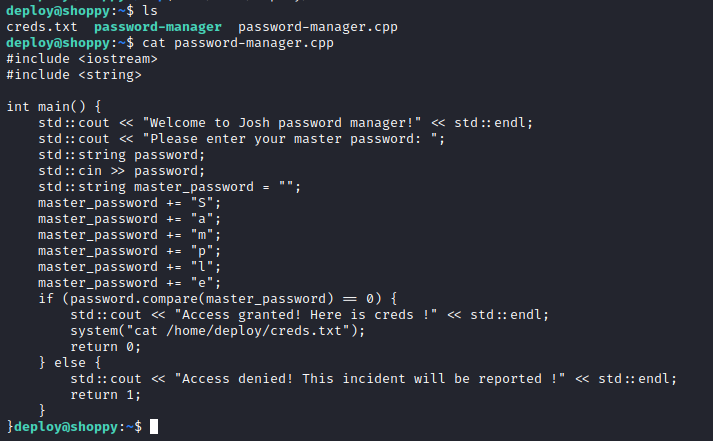 deploy@shoppy:~$ ls
creds.txt  password-manager  password-manager.cpp
deploy@shoppy:~$ cat password-manager.cpp
#include <iostream>
#include <string>

int main() {
    std::cout << "Welcome to Josh password manager!" << std::endl;
    std::cout << "Please enter your master password: ";
    std::string password;
    std::cin >> password;
    std::string master_password = "";
    master_password += "S";
    master_password += "a";
    master_password += "m";
    master_password += "p";
    master_password += "l";
    master_password += "e";
    if (password.compare(master_password) == 0) {
        std::cout << "Access granted! Here is creds !" << std::endl;
        system("cat /home/deploy/creds.txt");
        return 0;
    } else {
        std::cout << "Access denied! This incident will be reported !" << std::endl;
        return 1;
    }
}deploy@shoppy:~$